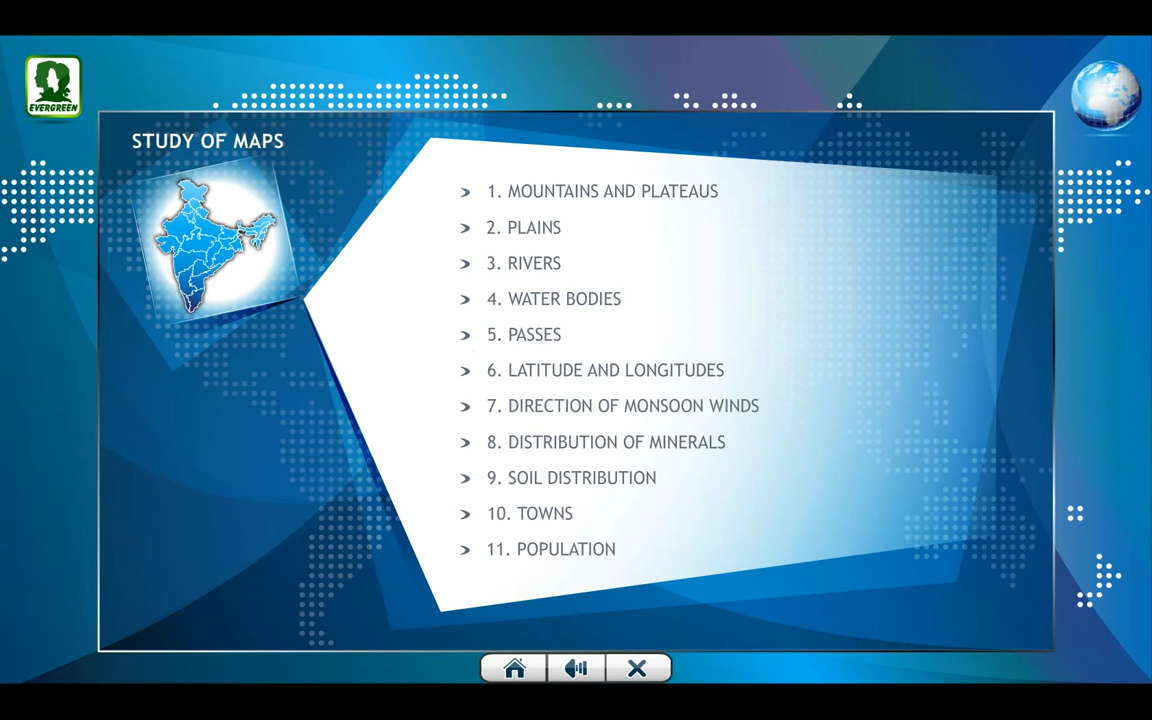 EVERGREEN
STUDY OF MAPS
1. MOUNTAINS AND PLATEAUS
2. PLAINS
3. RIVERS
4. WATER BODIES
5. PASSES
6. LATITUDE AND LONGITUDES
7. DIRECTION OF MONSOON WINDS
8. DISTRIBUTION OF MINERALS
9. SOIL DISTRIBUTION
10. TOWNS
11. POPULATION